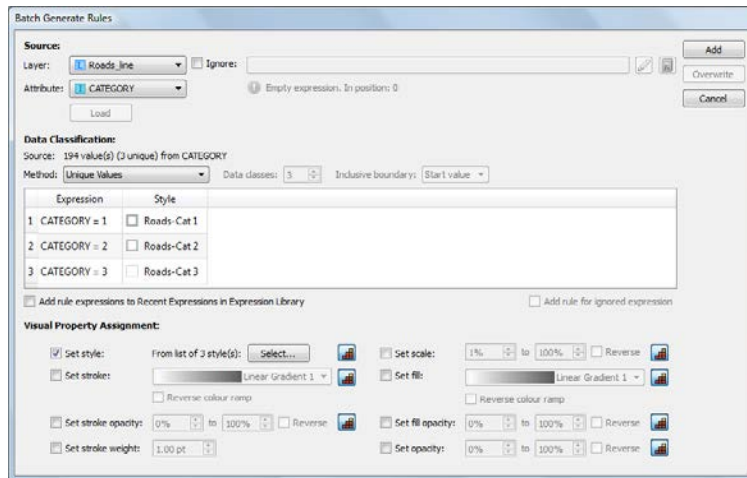 Batch Generate Rules
Source:
Layer: Roads_line Ignore: Add
Attribute: CATEGORY Empty expression. In position: 0 Overwrite
Load Cancel
Data Classification:
Source: 194 value(s) (3 unique) from CATEGORY
Method: Unique Values Data classes: 3 Inclusive boundary: Start value
Expression Style
1 CATEGORY = 1 Roads-Cat 1
2 CATEGORY = 2 Roads-Cat 2
3 CATEGORY = 3 Roads-Cat 3
Add rule expressions to Recent Expressions in Expression Library Add rule for ignored expression
Visual Property Assignment:
Set style: From list of 3 style(s): Select... Set scale: 1% to 100% Reverse
Set stroke: Linear Gradient 1 Set fill: Linear Gradient 1
Reverse colour ramp Reverse colour ramp
Set stroke opacity: 0% to 100% Reverse Set fill opacity: 0% to 100% Reverse
Set stroke weight: 1.00 pt Set opacity: 0% to 100% Reverse